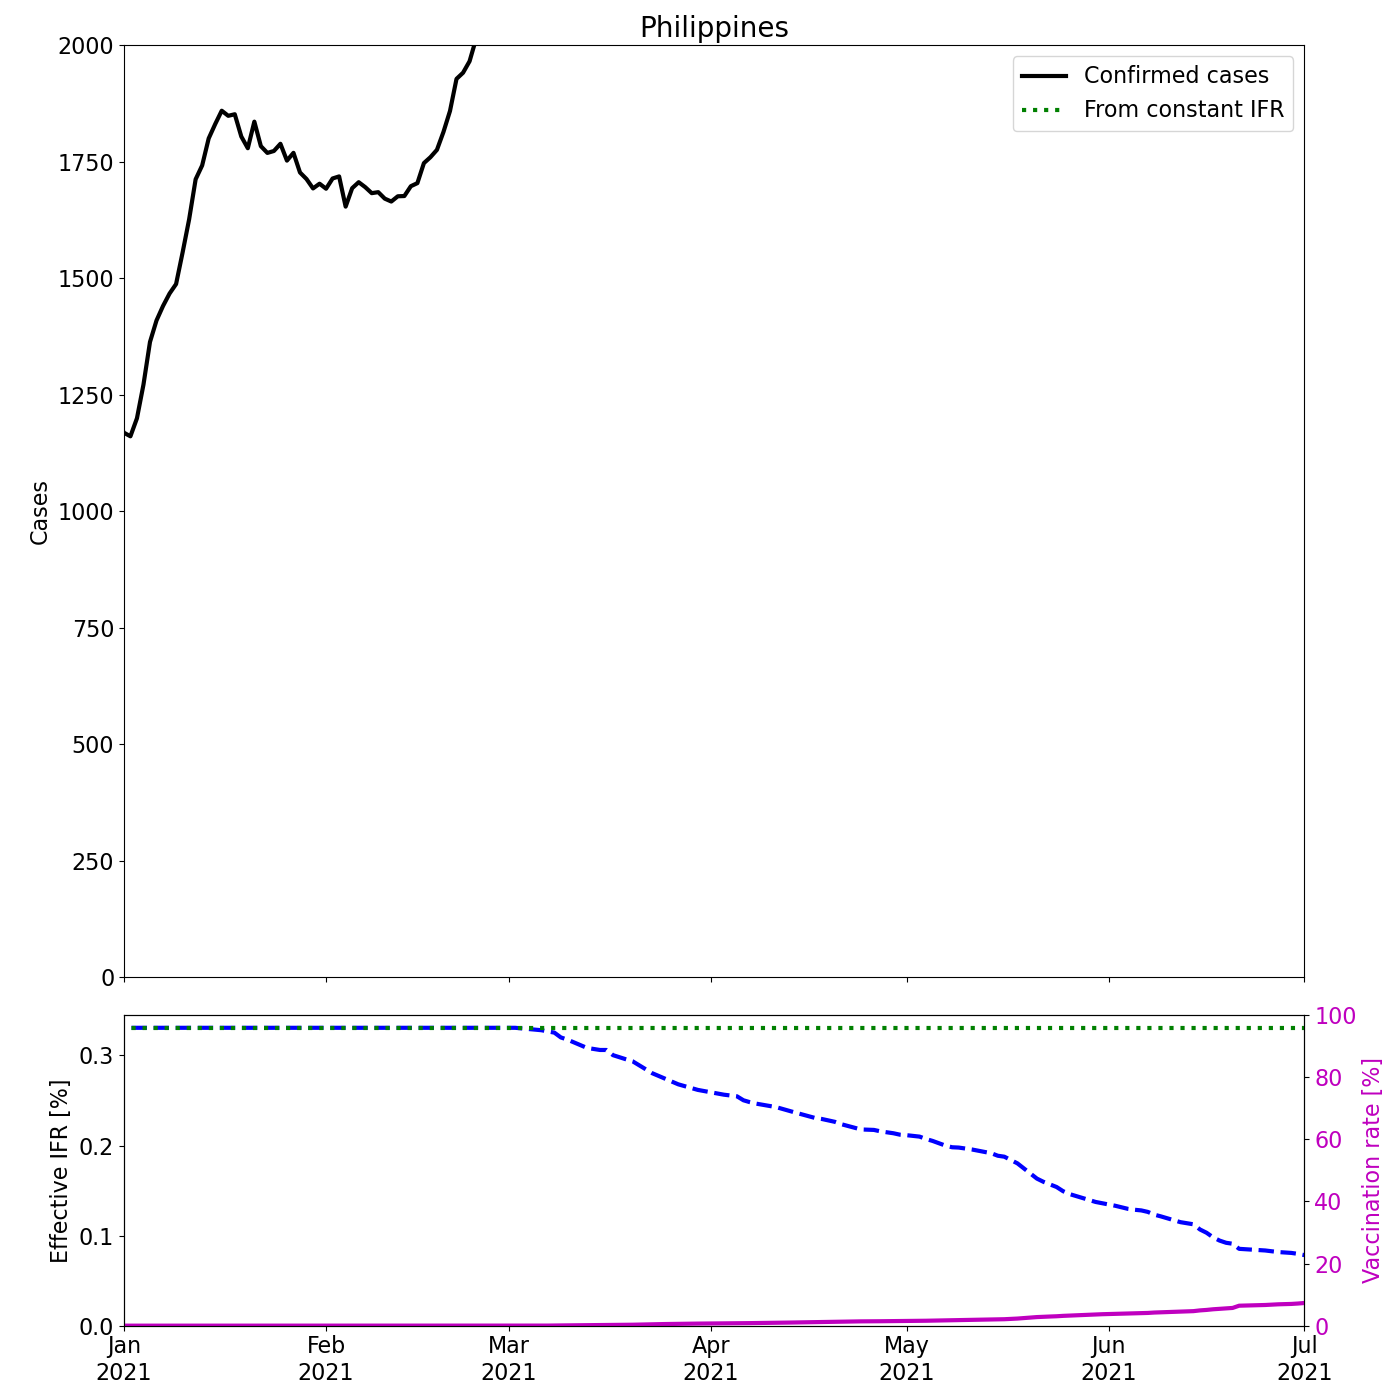 Philippines
2000
1750
1500
1250
1000
750
500
250
0
Cases
Confirmed cases
From constant IFR
0.3
0.2
0.1
0.0
Effective IFR [%]
100
80
60
40
20
0
Vaccination rate [%]
Jan
2021
Feb
2021
Mar
2021
Apr
2021
May
2021
Jun
2021
Jul
2021